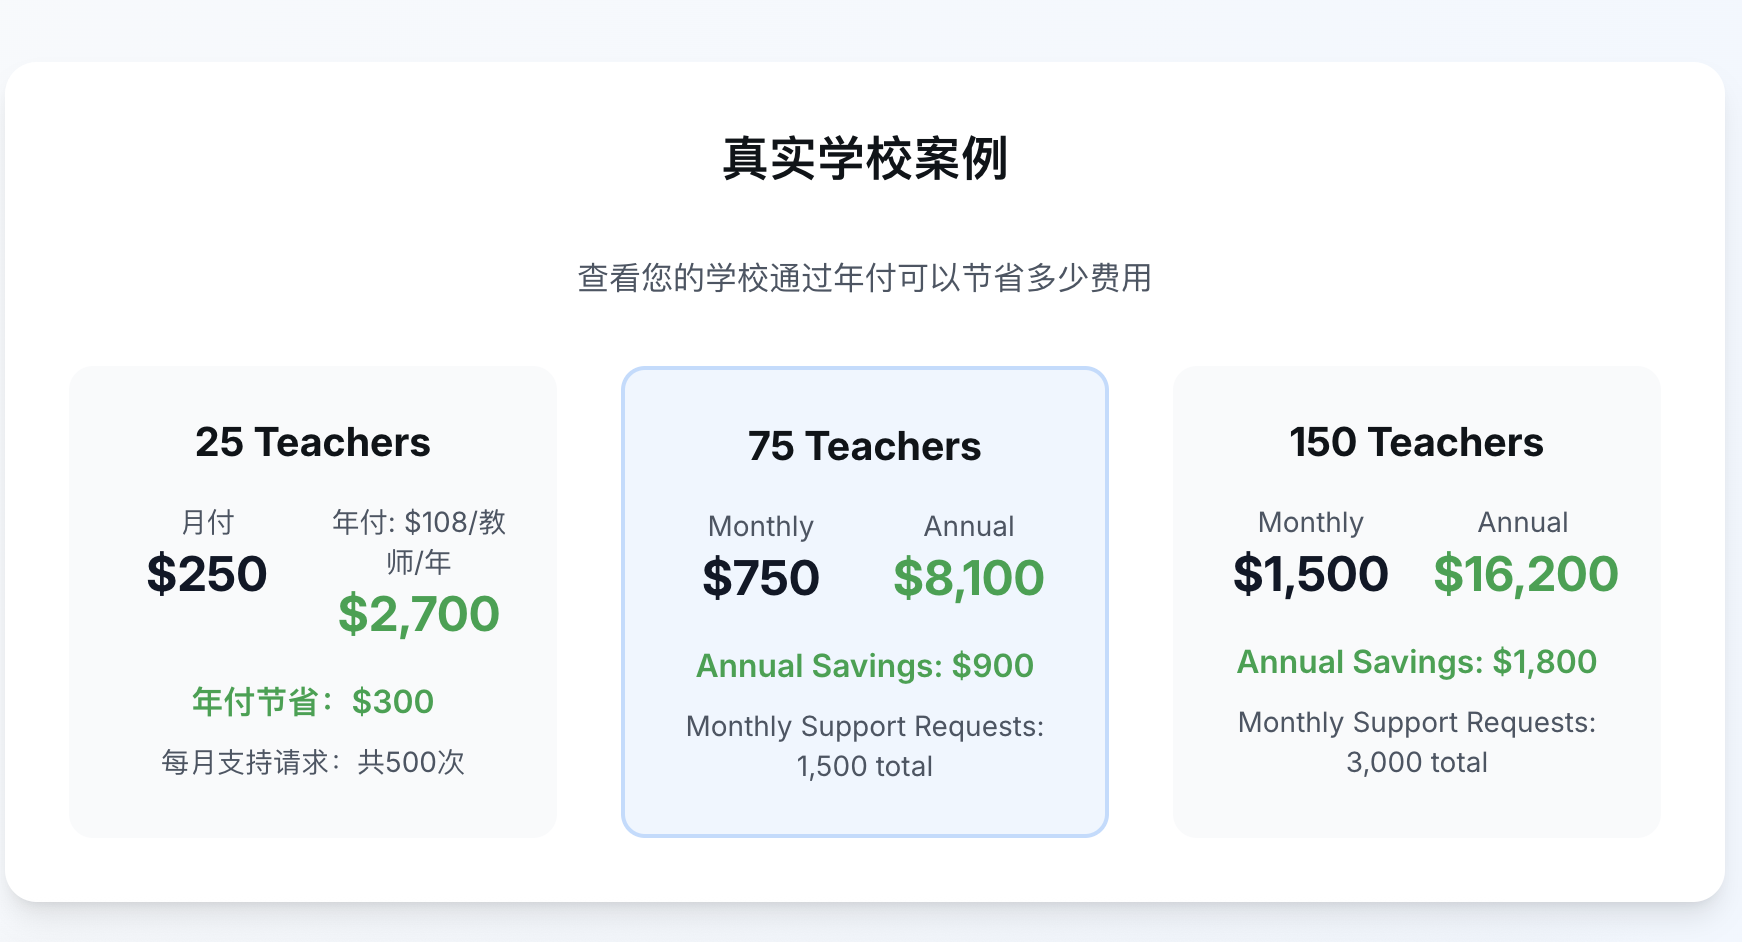 真实学校案例
查看您的学校通过年付可以节省多少费用
25 Teachers
月付
$250
年付: $108/教
师/年
$2,700
年付节省：$300
每月支持请求：共500次
75 Teachers
Monthly
$750
Annual
$8,100
Annual Savings: $900
Monthly Support Requests:
1,500 total
150 Teachers
Monthly
$1,500
Annual
$16,200
Annual Savings: $1,800
Monthly Support Requests:
3,000 total